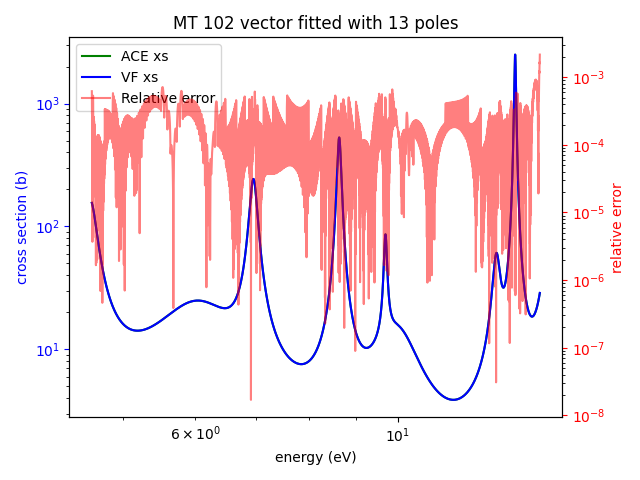 MT 102 vector fitted with 13 poles
ACE xs
VF xs
Relative error
10³
10²
10¹
cross section (b)
10⁻³
10⁻⁴
10⁻⁵
10⁻⁶
10⁻⁷
10⁻⁸
relative error
6 × 10⁰
10¹
energy (eV)